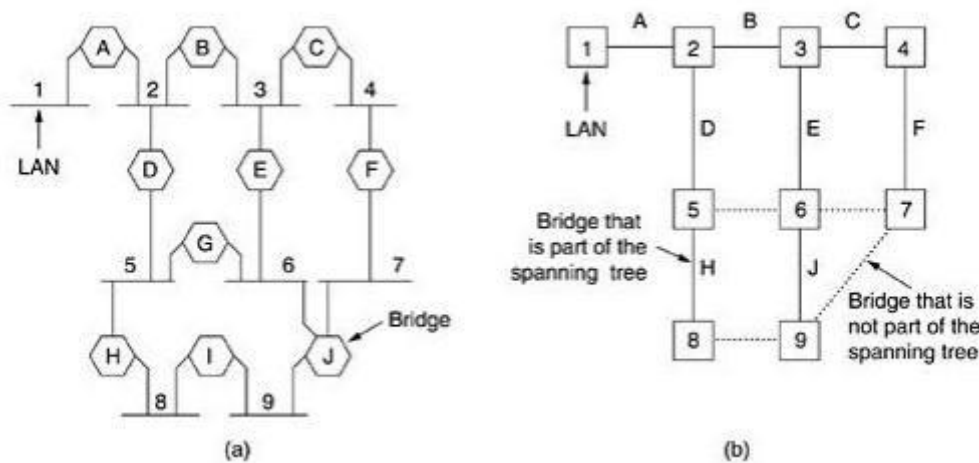 A B C
1 2 3 4
LAN
D E F
G
5 6 7
Bridge
H I J
8 9
(a)
A B C
1 2 3 4
LAN
D E F
5 6 7
Bridge that
is part of the
spanning tree
H J
Bridge that is
not part of the
spanning tree
8 9
(b)